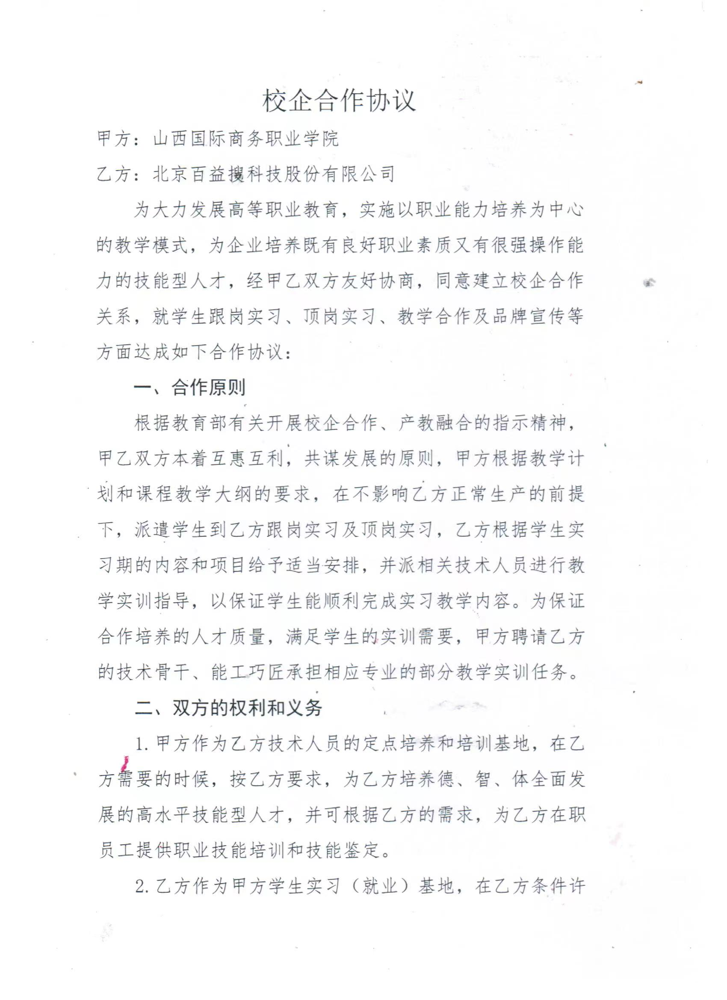 校企合作协议
甲方：山西国际商务职业学院
乙方：北京百益搜科技股份有限公司
为大力发展高等职业教育，实施以职业能力培养为中心
的教学模式，为企业培养既有良好职业素质又有很强操作能
力的技能型人才，经甲乙双方友好协商，同意建立校企合作
关系，就学生跟岗实习、顶岗实习、教学合作及品牌宣传等
方面达成如下合作协议：
一、合作原则
根据教育部有关开展校企合作、产教融合的指示精神，
甲乙双方本着互惠互利，共谋发展的原则，甲方根据教学计
划和课程教学大纲的要求，在不影响乙方正常生产的前提
下，派遣学生到乙方跟岗实习及顶岗实习，乙方根据学生实
习期的内容和项目给予适当安排，并派相关技术人员进行教
学实训指导，以保证学生能顺利完成实习教学内容。为保证
合作培养的人才质量，满足学生的实训需要，甲方聘请乙方
的技术骨干、能工巧匠承担相应专业的部分教学实训任务。
二、双方的权利和义务
1.甲方作为乙方技术人员的定点培养和培训基地，在乙
方需要的时候，按乙方要求，为乙方培养德、智、体全面发
展的高水平技能型人才，并可根据乙方的需求，为乙方在职
员工提供职业技能培训和技能鉴定。
2.乙方作为甲方学生实习（就业）基地，在乙方条件许